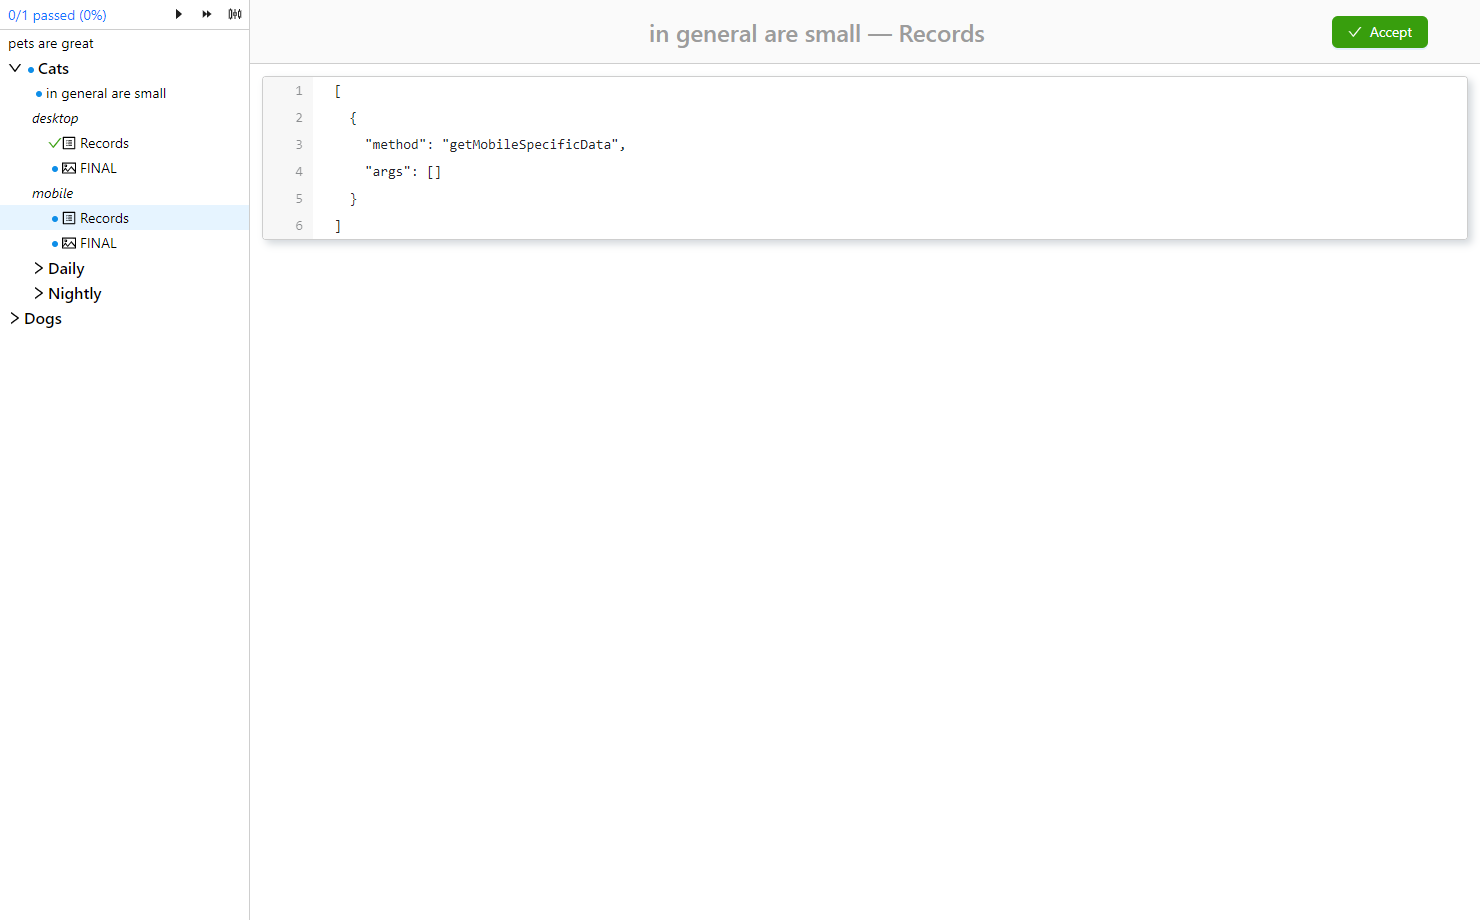 0/1 passed (0%)
in general are small — Records
Accept
pets are great
Cats
in general are small
desktop
Records
FINAL
mobile
Records
FINAL
Daily
Nightly
Dogs
1 [
2 {
3 "method": "getMobileSpecificData",
4 "args": []
5 }
6 ]